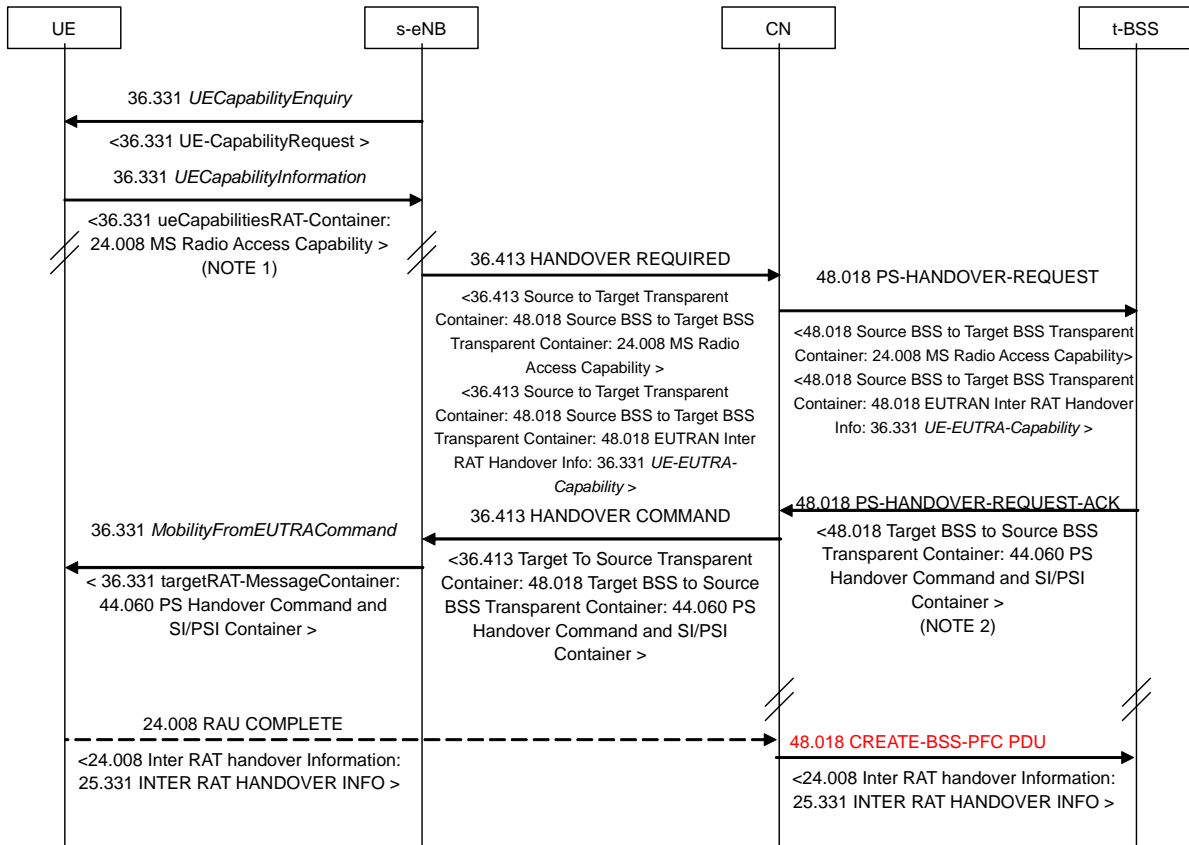 UE
s-eNB
CN
t-BSS
36.331 UECapabilityEnquiry
<36.331 UE-CapabilityRequest >
36.331 UECapabilityInformation
<36.331 ueCapabilitiesRAT-Container:
24.008 MS Radio Access Capability >
(NOTE 1)
36.413 HANDOVER REQUIRED
<36.413 Source to Target Transparent
Container: 48.018 Source BSS to Target BSS
Transparent Container: 24.008 MS Radio
Access Capability >
<36.413 Source to Target Transparent
Container: 48.018 Source BSS to Target BSS
Transparent Container: 48.018 EUTRAN Inter
RAT Handover Info: 36.331 UE-EUTRA-
Capability >
48.018 PS-HANDOVER-REQUEST
<48.018 Source BSS to Target BSS Transparent
Container: 24.008 MS Radio Access Capability>
<48.018 Source BSS to Target BSS Transparent
Container: 48.018 EUTRAN Inter RAT Handover
Info: 36.331 UE-EUTRA-Capability >
48.018 PS-HANDOVER-REQUEST-ACK
<48.018 Target BSS to Source BSS
Transparent Container: 44.060 PS
Handover Command and SI/PSI
Container >
(NOTE 2)
36.413 HANDOVER COMMAND
<36.413 Target To Source Transparent
Container: 48.018 Target BSS to Source
BSS Transparent Container: 44.060 PS
Handover Command and SI/PSI
Container >
36.331 MobilityFromEUTRACommand
< 36.331 targetRAT-MessageContainer:
44.060 PS Handover Command and
SI/PSI Container >
24.008 RAU COMPLETE
<24.008 Inter RAT handover Information:
25.331 INTER RAT HANDOVER INFO >
48.018 CREATE-BSS-PFC PDU
<24.008 Inter RAT handover Information:
25.331 INTER RAT HANDOVER INFO >